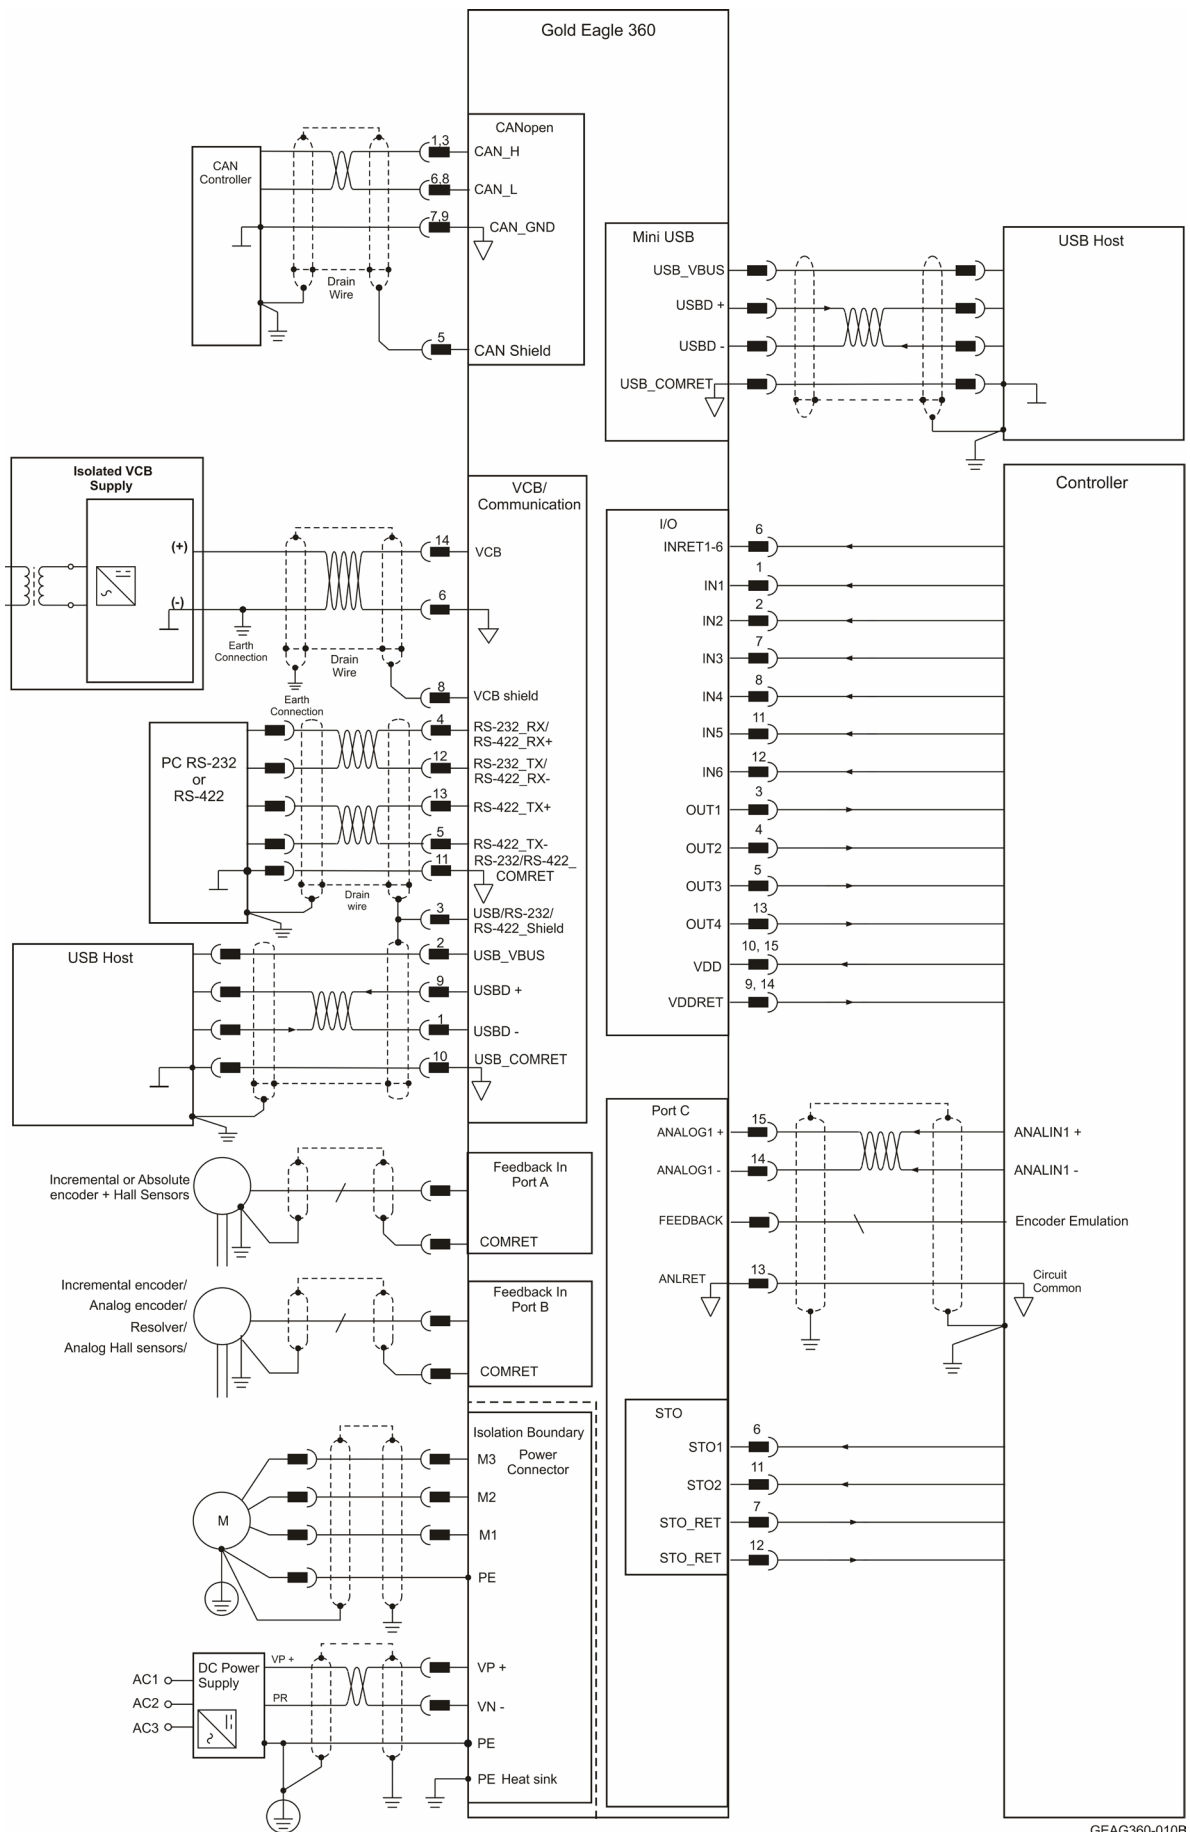 Gold Eagle 360
CANopen
CAN
Controller
1,3
CAN_H
6,8
CAN_L
7,9
CAN_GND
Drain
Wire
5
CAN Shield
Mini USB
USB_VBUS
USBD +
USBD -
USB_COMRET
USB Host
Isolated VCB
Supply
(+)
(-)
Earth
Connection
Drain
Wire
Earth
Connection
VCB/
Communication
14
VCB
6
8
VCB shield
PC RS-232
or
RS-422
4
RS-232_RX/
RS-422_RX+
12
RS-232_TX/
RS-422_RX-
13
RS-422_TX+
5
RS-422_TX-
11
RS-232/RS-422_
COMRET
Drain
wire
3
USB/RS-232/
RS-422_Shield
USB Host
2
USB_VBUS
9
USBD +
1
USBD -
10
USB_COMRET
Controller
I/O
6
INRET1-6
1
IN1
2
IN2
7
IN3
8
IN4
11
IN5
12
IN6
3
OUT1
4
OUT2
5
OUT3
13
OUT4
10, 15
VDD
9, 14
VDDRET
Port C
15
ANALOG1 +
ANALIN1 +
14
ANALOG1 -
ANALIN1 -
FEEDBACK
Encoder Emulation
13
ANLRET
Circuit
Common
Incremental or Absolute
encoder + Hall Sensors
Feedback In
Port A
COMRET
Incremental encoder/
Analog encoder/
Resolver/
Analog Hall sensors/
Feedback In
Port B
COMRET
STO
6
STO1
11
STO2
7
STO_RET
12
STO_RET
Isolation Boundary
Power
Connector
M
M3
M2
M1
PE
AC1
AC2
AC3
DC Power
Supply
VP +
PR
VP +
VN -
PE
PE Heat sink
GEAG360-010B